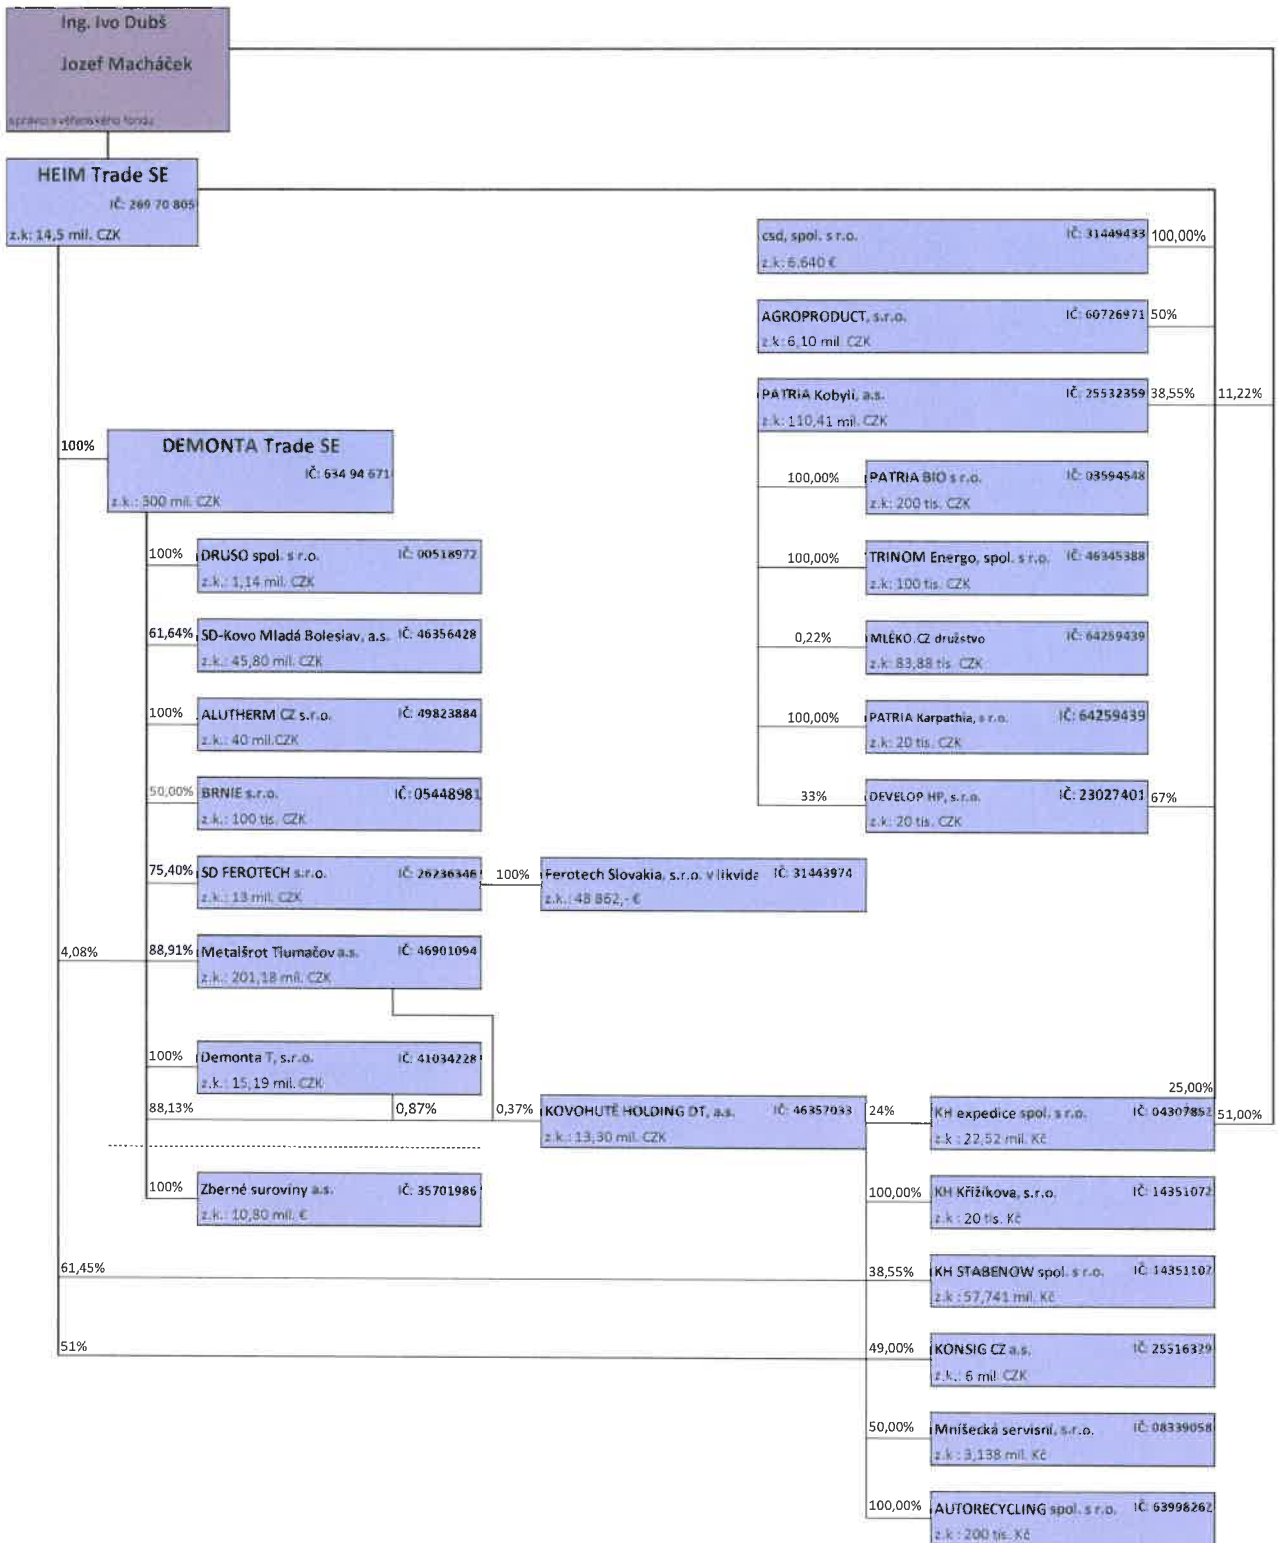 Ing. Ivo Dubš
Jozef Macháček
správci svěřenského fondu
HEIM Trade SE
IČ: 269 70 805
z.k: 14,5 mil. CZK
csd, spol. s r.o. IČ: 31449433 100,00%
z.k: 6.640 €
AGROPRODUCT, s.r.o. IČ: 60726971 50%
z.k: 6,10 mil. CZK
PATRIA Kobylí, a.s. IČ: 25532359 38,55% 11,22%
z.k: 110,41 mil. CZK
100% DEMONTA Trade SE
IČ: 634 94 671
z.k.: 300 mil. CZK
100,00% PATRIA BIO s r.o. IČ: 03594548
z.k: 200 tis. CZK
100,00% TRINOM Energo, spol. s r.o. IČ: 46345388
z.k: 100 tis. CZK
0,22% MLÉKO.CZ družstvo IČ: 64259439
z.k: 83,88 tis. CZK
100,00% PATRIA Karpathia, s r.o. IČ: 64259439
z.k: 20 tis. CZK
33% DEVELOP HP, s.r.o. IČ: 23027401 67%
z.k: 20 tis. CZK
100% DRUSO spol. s r.o. IČ: 00518972
z.k.: 1,14 mil. CZK
61,64% SD-Kovo Mladá Boleslav, a.s. IČ: 46356428
z.k.: 45,80 mil. CZK
100% ALUTHERM CZ s.r.o. IČ: 49823884
z.k.: 40 mil.CZK
50,00% BRNIE s.r.o. IČ: 05448981
z.k.: 100 tis. CZK
75,40% SD FEROTECH s.r.o. IČ: 26236346 100% Ferotech Slovakia, s.r.o. v likvida IČ: 31443974
z.k.: 13 mil. CZK
z.k.: 48 862,- €
4,08% 88,91% Metalšrot Tlumačov a.s. IČ: 46901094
z.k.: 201,18 mil. CZK
100% Demonta T, s.r.o. IČ: 41034228
z.k.: 15,19 mil. CZK
88,13% 0,87% 0,37% KOVOHUTĚ HOLDING DT, a.s. IČ: 46357033
z.k.: 13,30 mil. CZK
25,00%
24% KH expedice spol. s r.o. IČ: 04307852 51,00%
z.k : 22,52 mil. Kč
100% Zberné suroviny a.s. IČ: 35701986
z.k.: 10,80 mil. €
100,00% KH Křižíkova, s.r.o. IČ: 14351072
z.k : 20 tis. Kč
61,45% 38,55% KH STABENOW spol. s r.o. IČ: 14351102
z.k : 57,741 mil. Kč
51% 49,00% KONSIG CZ a.s. IČ: 25516329
z.k.: 6 mil CZK
50,00% Mníšecká servisní, s.r.o. IČ: 08339058
z.k : 3,138 mil. Kč
100,00% AUTORECYCLING spol. s r.o. IČ: 63998262
z.k : 200 tis. Kč